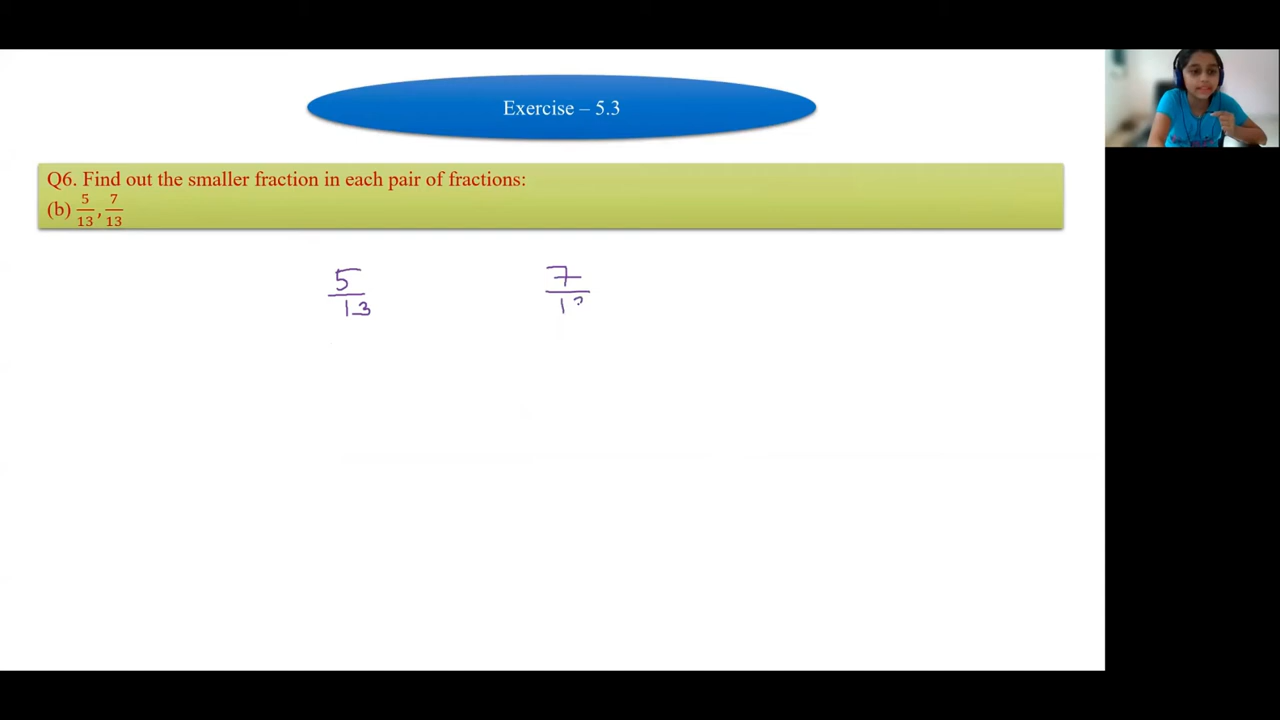 Exercise – 5.3
Q6. Find out the smaller fraction in each pair of fractions:
(b) 5/13, 7/13
5/13 7/13